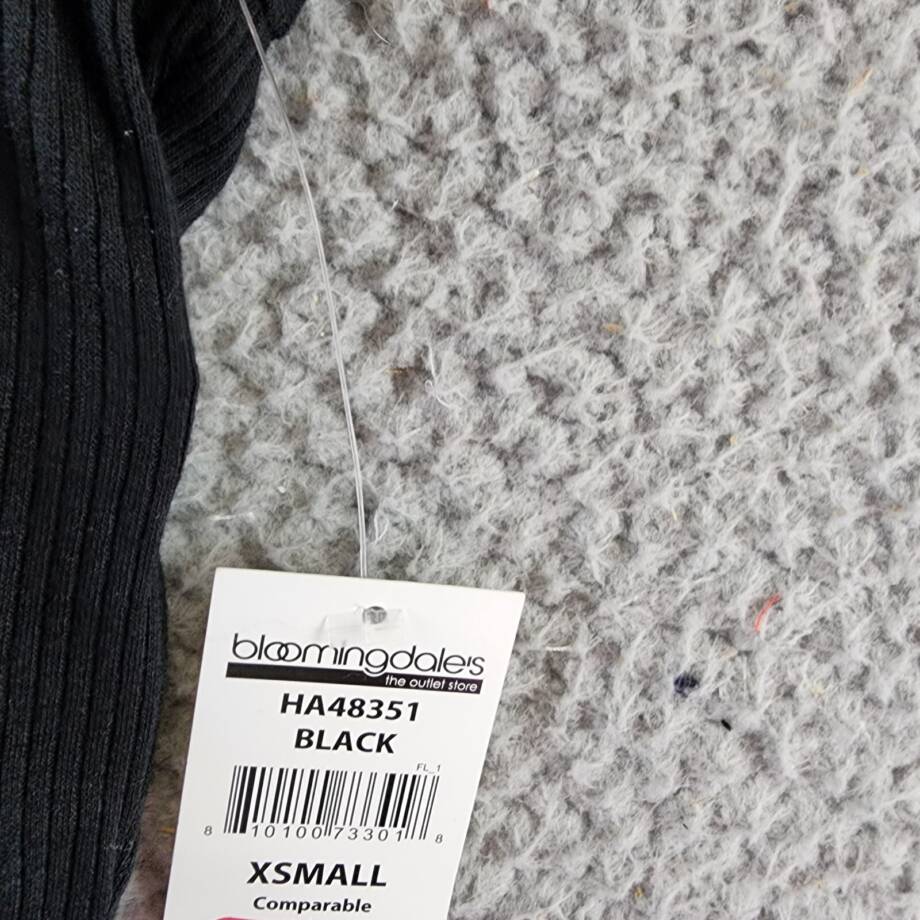 bloomingdale's
the outlet store
HA48351
BLACK
FL_1
8 10100 73301 8
XSMALL
Comparable